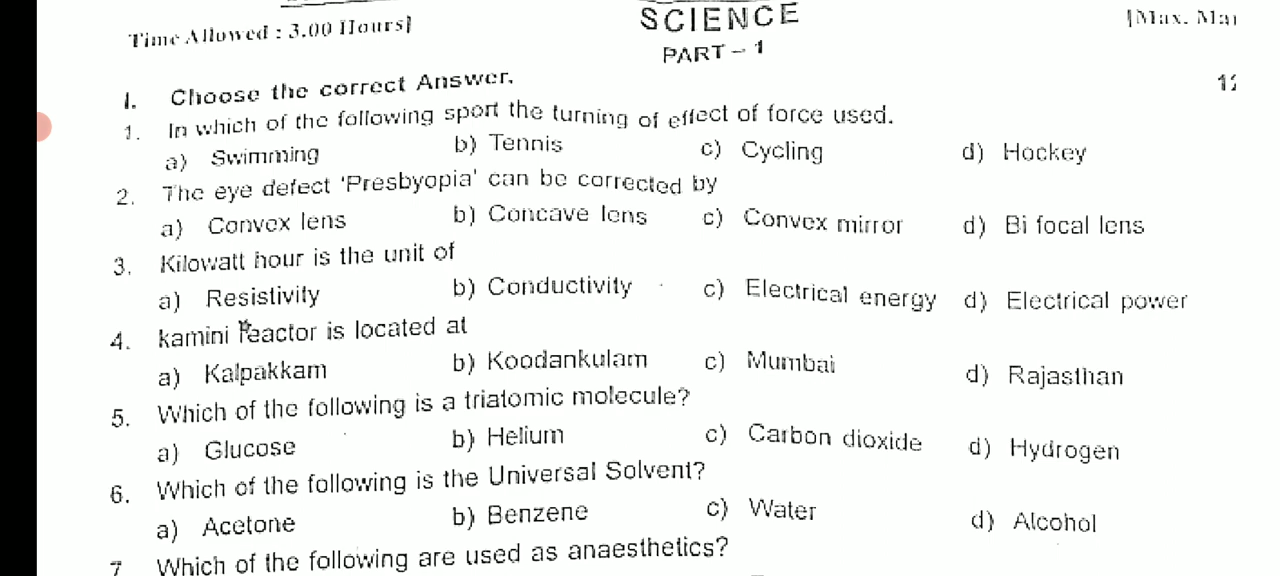 SCIENCE
Time Allowed : 3.00 Hours]
[Max.
PART – 1
I. Choose the correct Answer.
1. In which of the following sport the turning of effect of force used.
a) Swimming b) Tennis c) Cycling d) Hockey
2. The eye defect 'Presbyopia' can be corrected by
a) Convex lens b) Concave lens c) Convex mirror d) Bi focal lens
3. Kilowatt hour is the unit of
a) Resistivity b) Conductivity c) Electrical energy d) Electrical power
4. kamini reactor is located at
a) Kalpakkam b) Koodankulam c) Mumbai d) Rajasthan
5. Which of the following is a triatomic molecule?
a) Glucose b) Helium c) Carbon dioxide d) Hydrogen
6. Which of the following is the Universal Solvent?
a) Acetone b) Benzene c) Water d) Alcohol
7 Which of the following are used as anaesthetics?